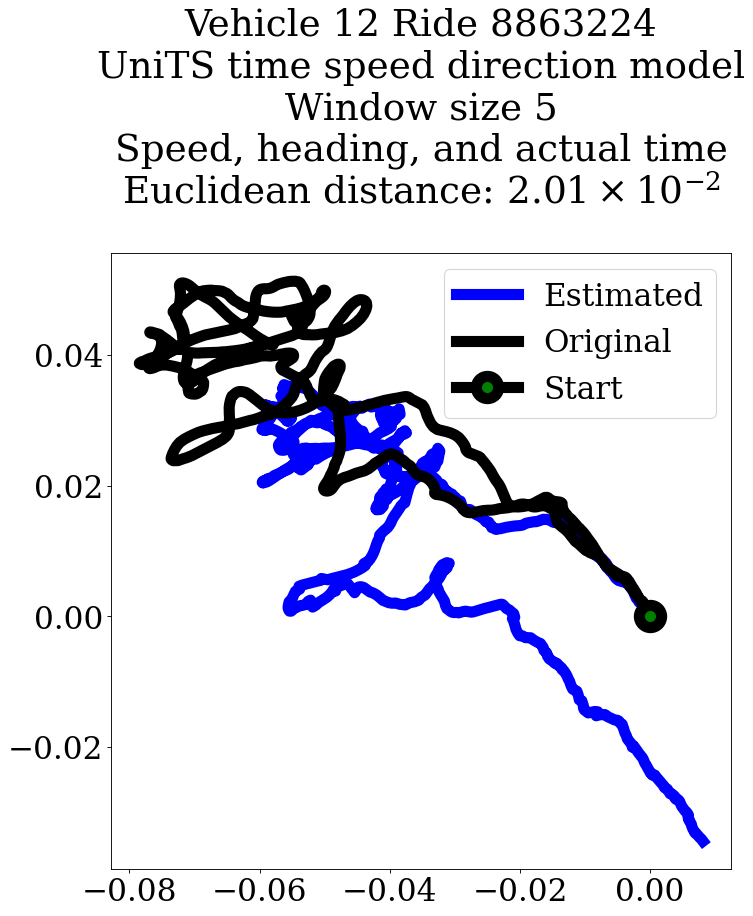 Vehicle 12 Ride 8863224
UniTS time speed direction model
Window size 5
Speed, heading, and actual time
Euclidean distance: 2.01 × 10⁻²
Estimated
Original
Start
0.04
0.02
0.00
−0.02
−0.08 −0.06 −0.04 −0.02 0.00